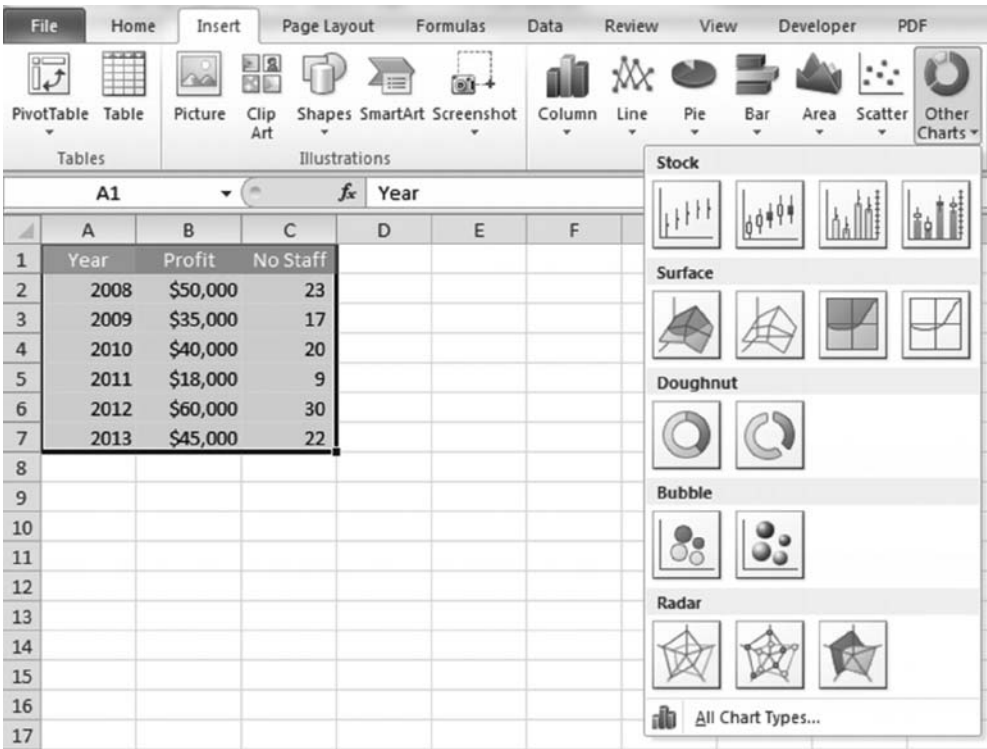 File Home Insert Page Layout Formulas Data Review View Developer PDF
PivotTable Table Picture Clip Art Shapes SmartArt Screenshot Column Line Pie Bar Area Scatter Other Charts
Tables Illustrations
A1 fx Year
A B C D E F
1 Year Profit No Staff
2 2008 $50,000 23
3 2009 $35,000 17
4 2010 $40,000 20
5 2011 $18,000 9
6 2012 $60,000 30
7 2013 $45,000 22
8
9
10
11
12
13
14
15
16
17
Stock
Surface
Doughnut
Bubble
Radar
All Chart Types...